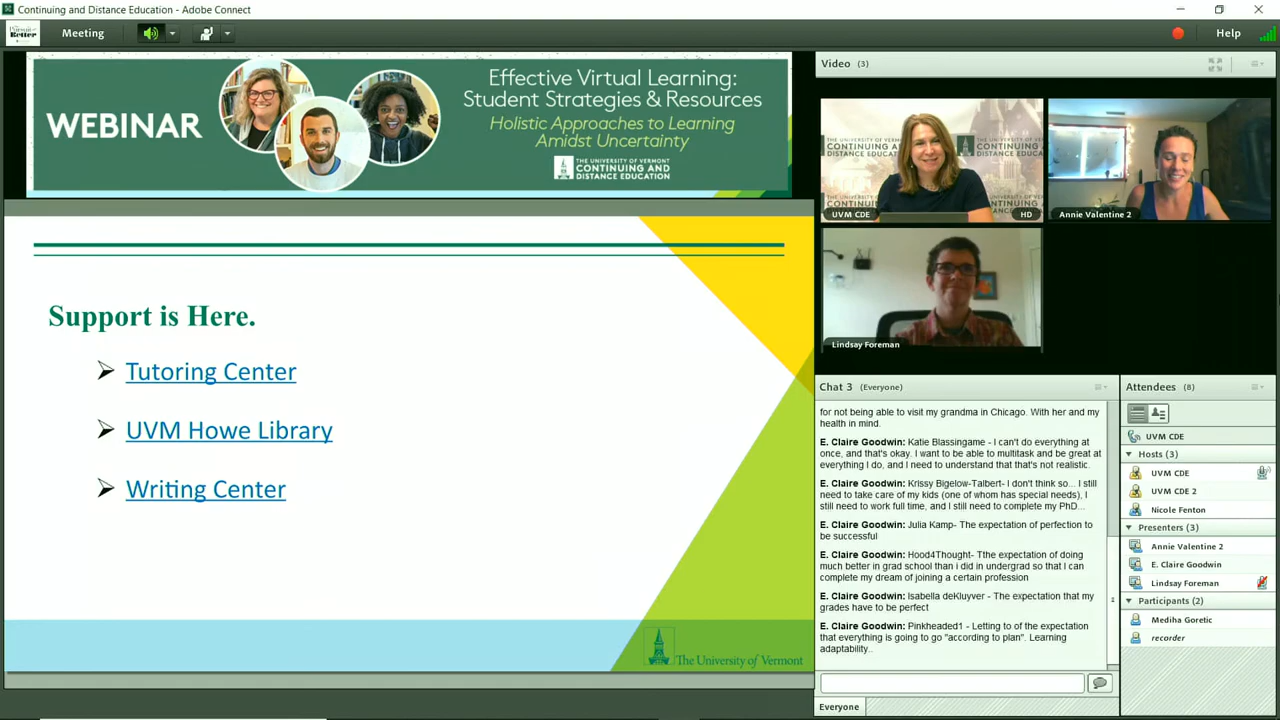 Continuing and Distance Education - Adobe Connect
Pursuit of
Better
Meeting
Help
WEBINAR
Effective Virtual Learning:
Student Strategies & Resources
Holistic Approaches to Learning
Amidst Uncertainty
THE UNIVERSITY OF VERMONT
CONTINUING AND
DISTANCE EDUCATION
Support is Here.
Tutoring Center
UVM Howe Library
Writing Center
The University of Vermont
Video (3)
THE UNIVERSITY OF VERMONT
CONTINUING AND
DISTANCE EDUCATION
UVM CDE
HD
Annie Valentine 2
Lindsay Foreman
Chat 3 (Everyone)
for not being able to visit my grandma in Chicago. With her and my
health in mind.
E. Claire Goodwin: Katie Blassingame - I can't do everything at
once, and that's okay. I want to be able to multitask and be great at
everything I do, and I need to understand that that's not realistic.
E. Claire Goodwin: Krissy Bigelow-Talbert- I don't think so... I still
need to take care of my kids (one of whom has special needs), I
still need to work full time, and I still need to complete my PhD...
E. Claire Goodwin: Julia Kamp- The expectation of perfection to
be successful
E. Claire Goodwin: Hood4Thought- Tthe expectation of doing
much better in grad school than i did in undergrad so that I can
complete my dream of joining a certain profession
E. Claire Goodwin: Isabella deKluyver - The expectation that my
grades have to be perfect
E. Claire Goodwin: Pinkheaded1 - Letting to of the expectation
that everything is going to go "according to plan". Learning
adaptability..
Everyone
Attendees (8)
UVM CDE
Hosts (3)
UVM CDE
UVM CDE 2
Nicole Fenton
Presenters (3)
Annie Valentine 2
E. Claire Goodwin
Lindsay Foreman
Participants (2)
Mediha Goretic
recorder